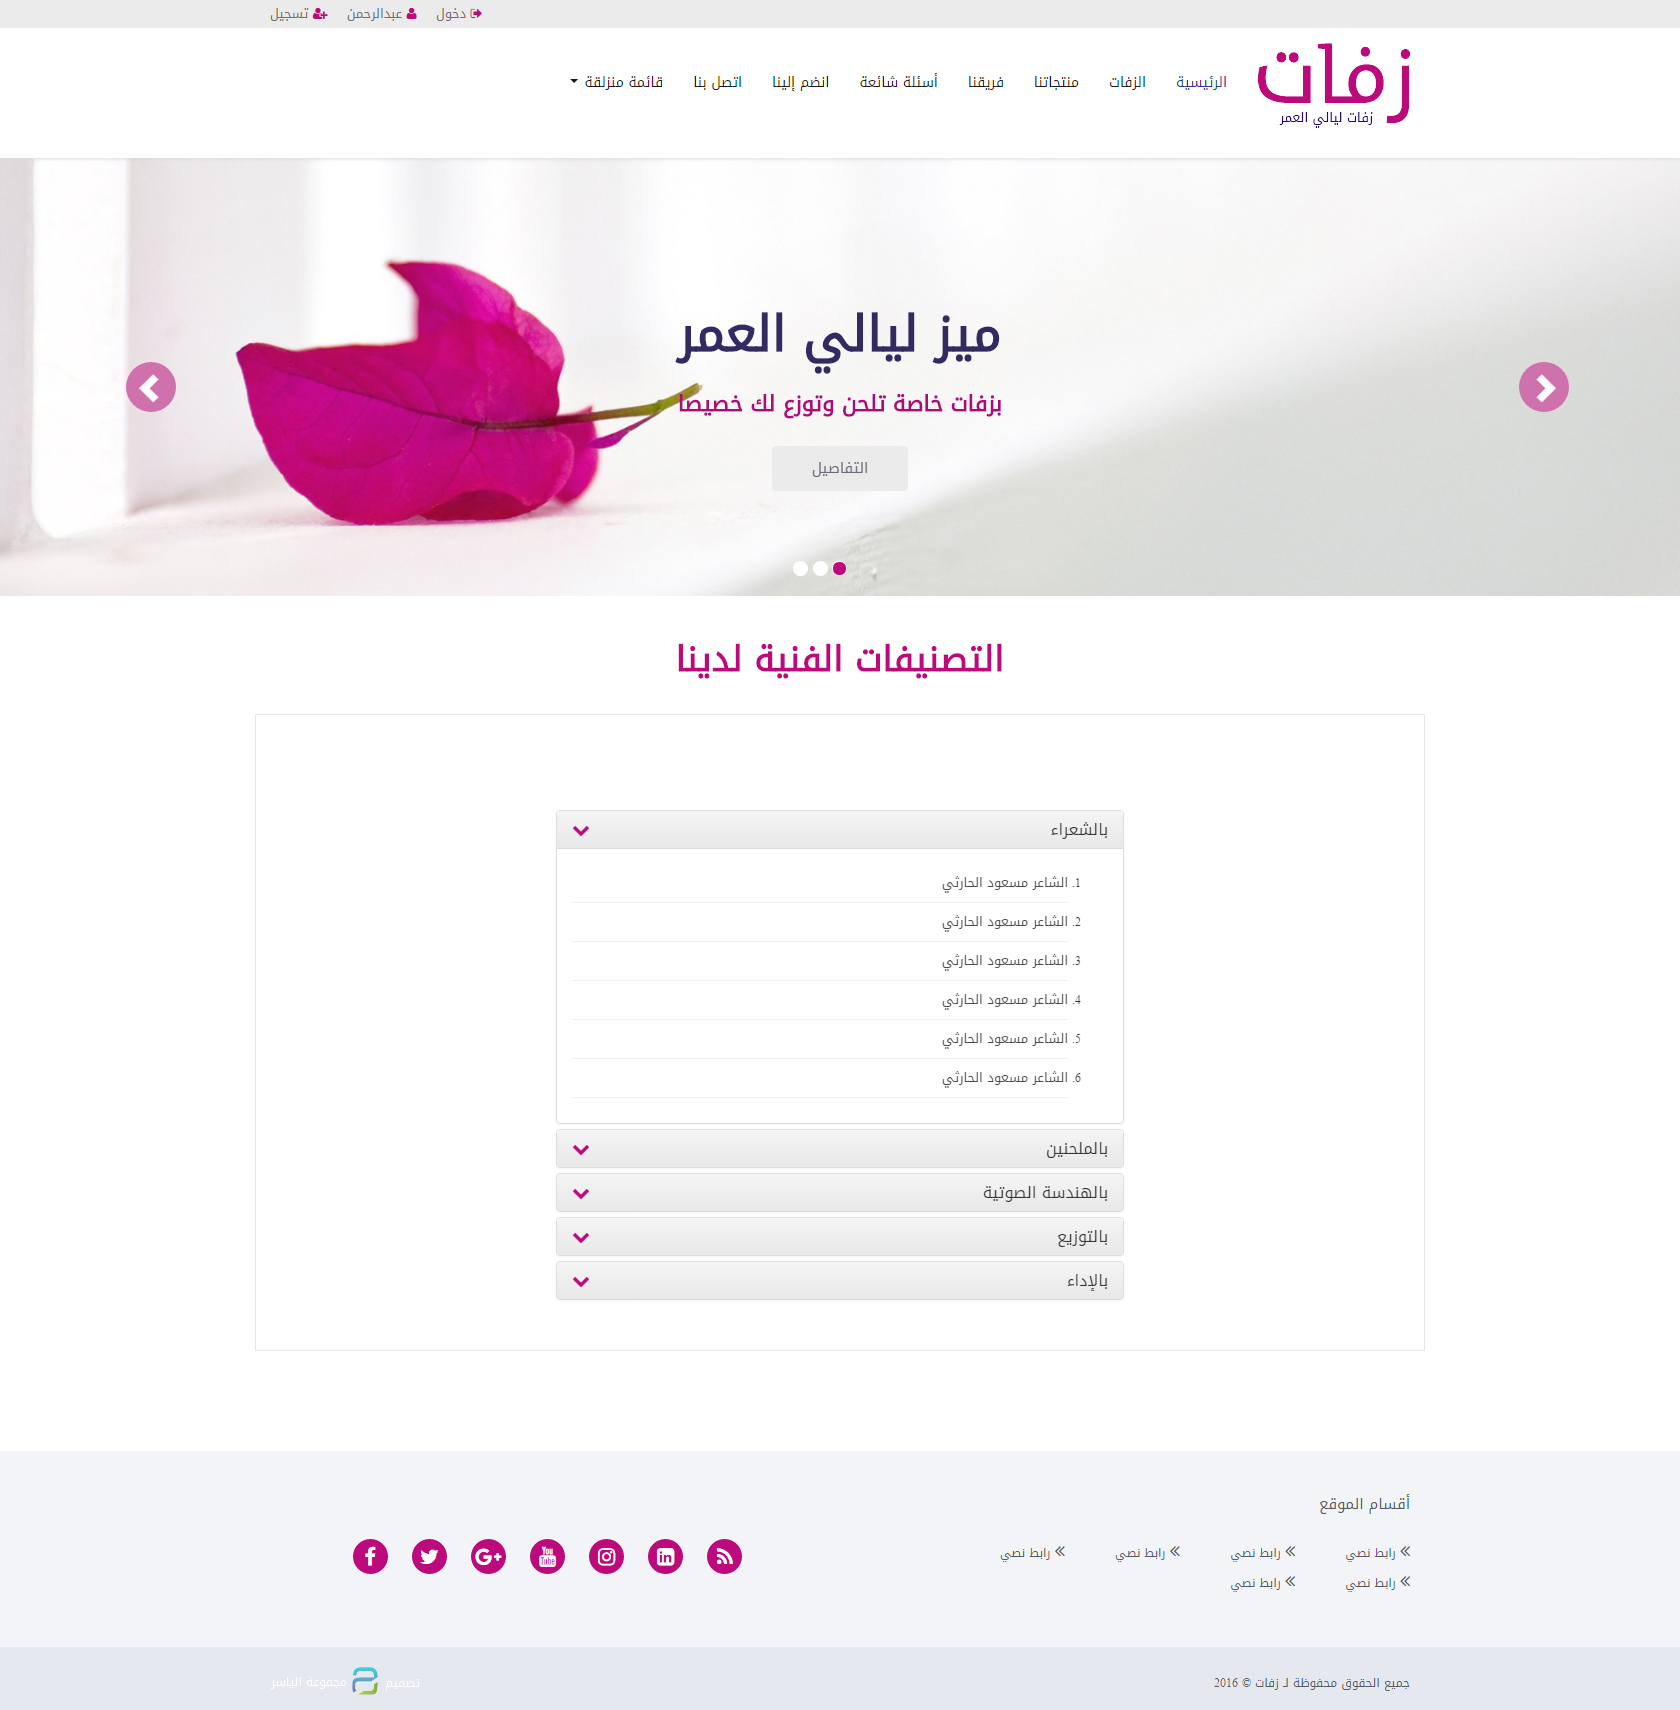 دخول عبدالرحمن تسجيل
زفات
زفات ليالي العمر
الرئيسية الزفات منتجاتنا فريقنا أسئلة شائعة انضم إلينا اتصل بنا قائمة منزلقة
ميز ليالي العمر
بزفات خاصة تلحن وتوزع لك خصيصا
التفاصيل
التصنيفات الفنية لدينا
بالشعراء
1. الشاعر مسعود الحارثي
2. الشاعر مسعود الحارثي
3. الشاعر مسعود الحارثي
4. الشاعر مسعود الحارثي
5. الشاعر مسعود الحارثي
6. الشاعر مسعود الحارثي
بالملحنين
بالهندسة الصوتية
بالتوزيع
بالإداء
أقسام الموقع
رابط نصي رابط نصي رابط نصي رابط نصي
رابط نصي رابط نصي
You Tube
جميع الحقوق محفوظة لـ زفات © 2016
تصميم مجموعة الياسر